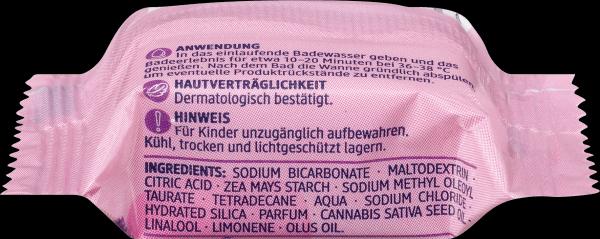 ANWENDUNG
In das einlaufende Badewasser geben und das
Badeerlebnis für etwa 10–20 Minuten bei 36–38 °C
genießen. Nach dem Bad die Wanne gründlich abspülen,
um eventuelle Produktrückstände zu entfernen.
HAUTVERTRÄGLICHKEIT
Dermatologisch bestätigt.
HINWEIS
Für Kinder unzugänglich aufbewahren.
Kühl, trocken und lichtgeschützt lagern.
INGREDIENTS: SODIUM BICARBONATE · MALTODEXTRIN ·
CITRIC ACID · ZEA MAYS STARCH · SODIUM METHYL OLEOYL
TAURATE · TETRADECANE · AQUA · SODIUM CHLORIDE ·
HYDRATED SILICA · PARFUM · CANNABIS SATIVA SEED OIL ·
LINALOOL · LIMONENE · OLUS OIL.